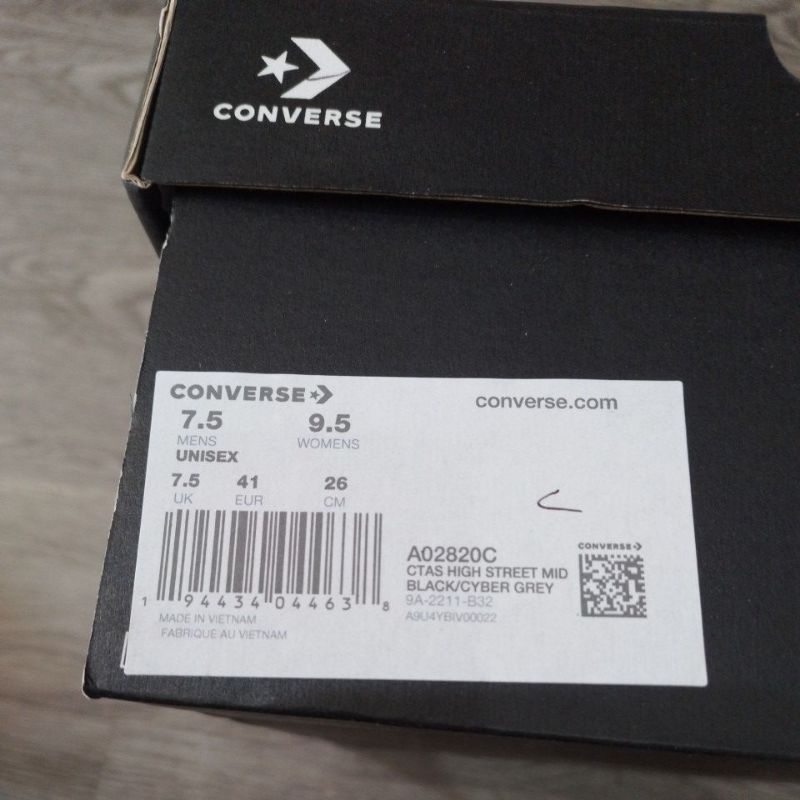 CONVERSE
CONVERSE
converse.com
7.5 9.5
MENS WOMENS
UNISEX
7.5 41 26
UK EUR CM
A02820C
CTAS HIGH STREET MID
BLACK/CYBER GREY
9A-2211-B32
A9U4YBIV00022
CONVERSE
1 94434 04463 8
MADE IN VIETNAM
FABRIQUE AU VIETNAM